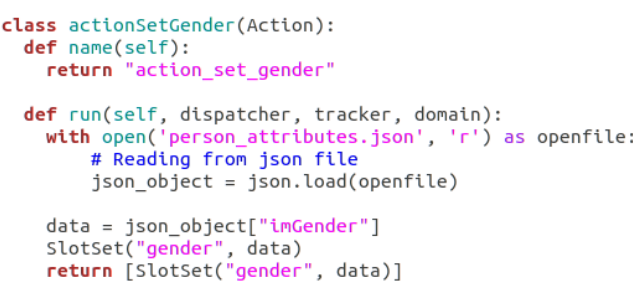 class actionSetGender(Action):
  def name(self):
    return "action_set_gender"

  def run(self, dispatcher, tracker, domain):
    with open('person_attributes.json', 'r') as openfile:
        # Reading from json file
        json_object = json.load(openfile)

    data = json_object["imGender"]
    SlotSet("gender", data)
    return [SlotSet("gender", data)]